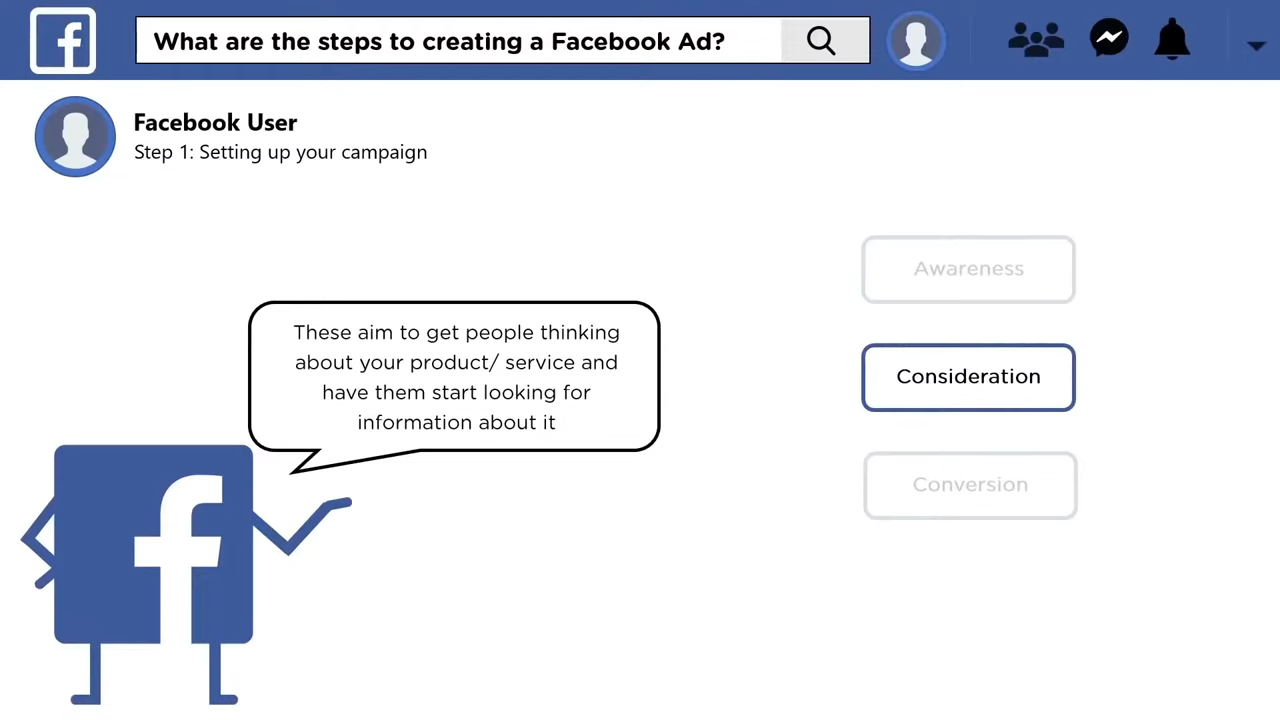 What are the steps to creating a Facebook Ad?
Facebook User
Step 1: Setting up your campaign
These aim to get people thinking
about your product/ service and
have them start looking for
information about it
Awareness
Consideration
Conversion